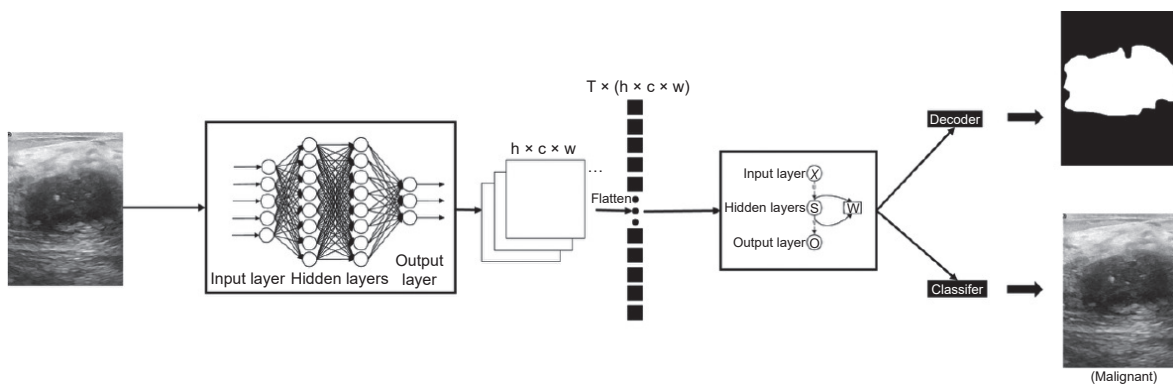 Input layer
Hidden layers
Output
layer
h × c × w
...
Flatten
T × (h × c × w)
Input layer
X
Hidden layers
S
W
Output layer
O
Decoder
Classifer
(Malignant)